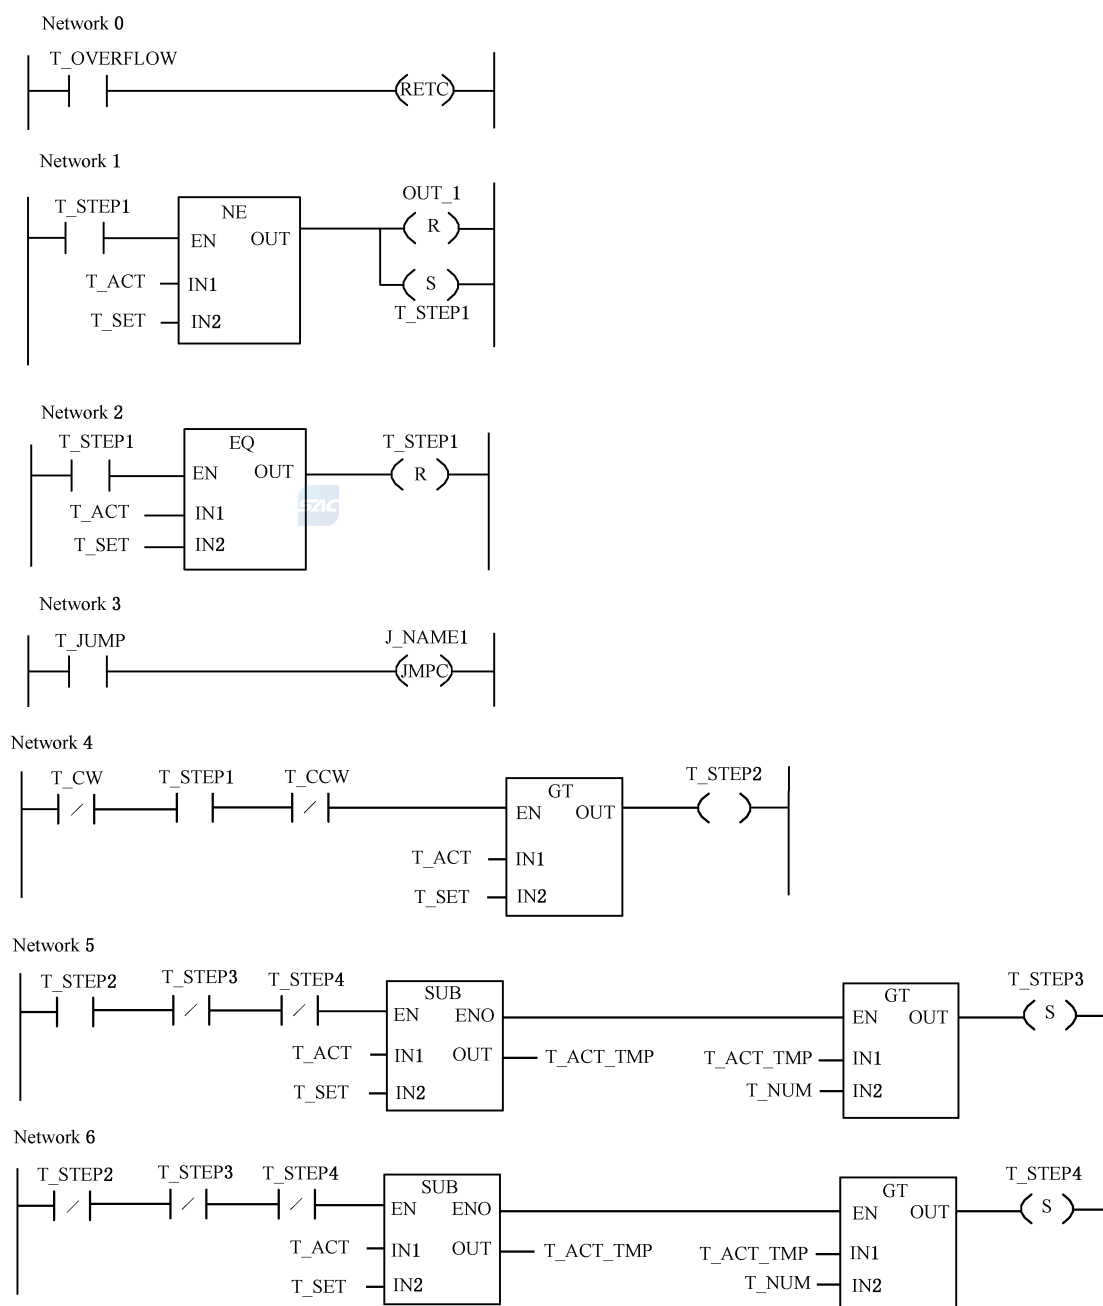 Network 0
T_OVERFLOW
RETC
Network 1
T_STEP1
NE
EN OUT
T_ACT IN1
T_SET IN2
OUT_1
R
S
T_STEP1
Network 2
T_STEP1
EQ
EN OUT
T_ACT IN1
T_SET IN2
T_STEP1
R
SAC
Network 3
T_JUMP
J_NAME1
JMPC
Network 4
T_CW T_STEP1 T_CCW
GT
EN OUT
T_ACT IN1
T_SET IN2
T_STEP2
Network 5
T_STEP2 T_STEP3 T_STEP4
SUB
EN ENO
T_ACT IN1 OUT T_ACT_TMP
T_SET IN2
GT
EN OUT
T_ACT_TMP IN1
T_NUM IN2
T_STEP3
S
Network 6
T_STEP2 T_STEP3 T_STEP4
SUB
EN ENO
T_ACT IN1 OUT T_ACT_TMP
T_SET IN2
GT
EN OUT
T_ACT_TMP IN1
T_NUM IN2
T_STEP4
S